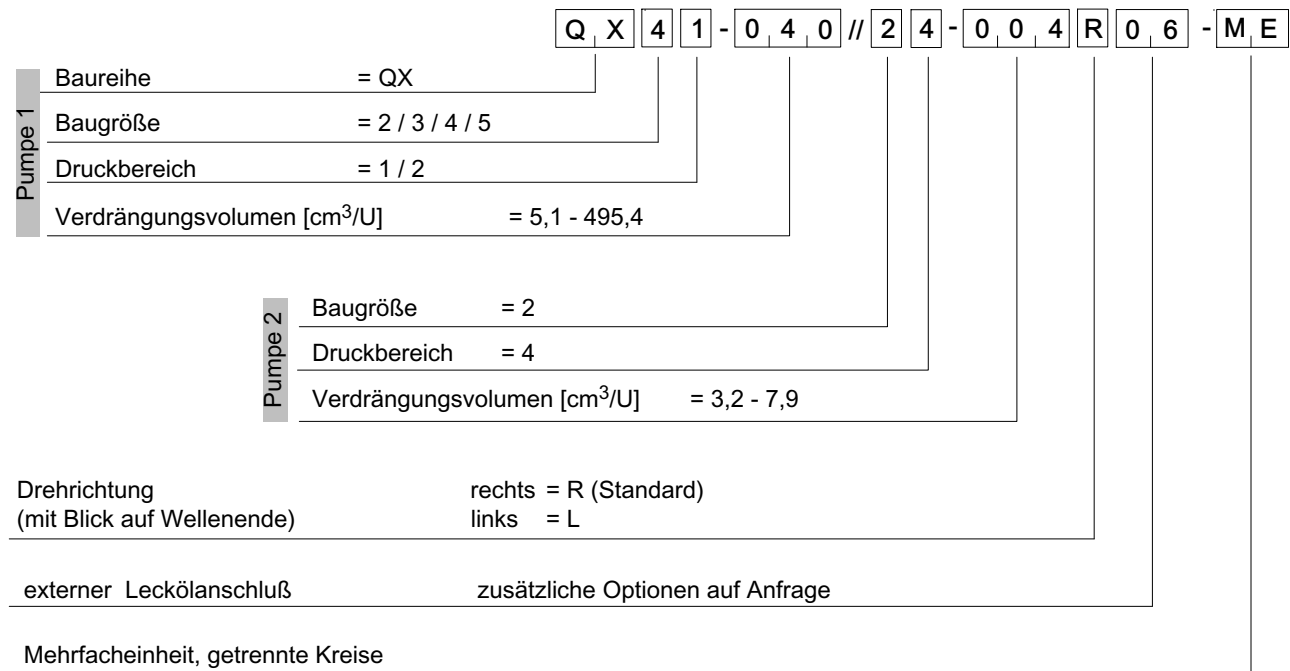 QX41-040//24-004R06-ME
Pumpe 1
Baureihe = QX
Baugröße = 2 / 3 / 4 / 5
Druckbereich = 1 / 2
Verdrängungsvolumen [cm³/U] = 5,1 - 495,4
Pumpe 2
Baugröße = 2
Druckbereich = 4
Verdrängungsvolumen [cm³/U] = 3,2 - 7,9
Drehrichtung rechts = R (Standard)
(mit Blick auf Wellenende) links = L
externer Leckölanschluß zusätzliche Optionen auf Anfrage
Mehrfacheinheit, getrennte Kreise